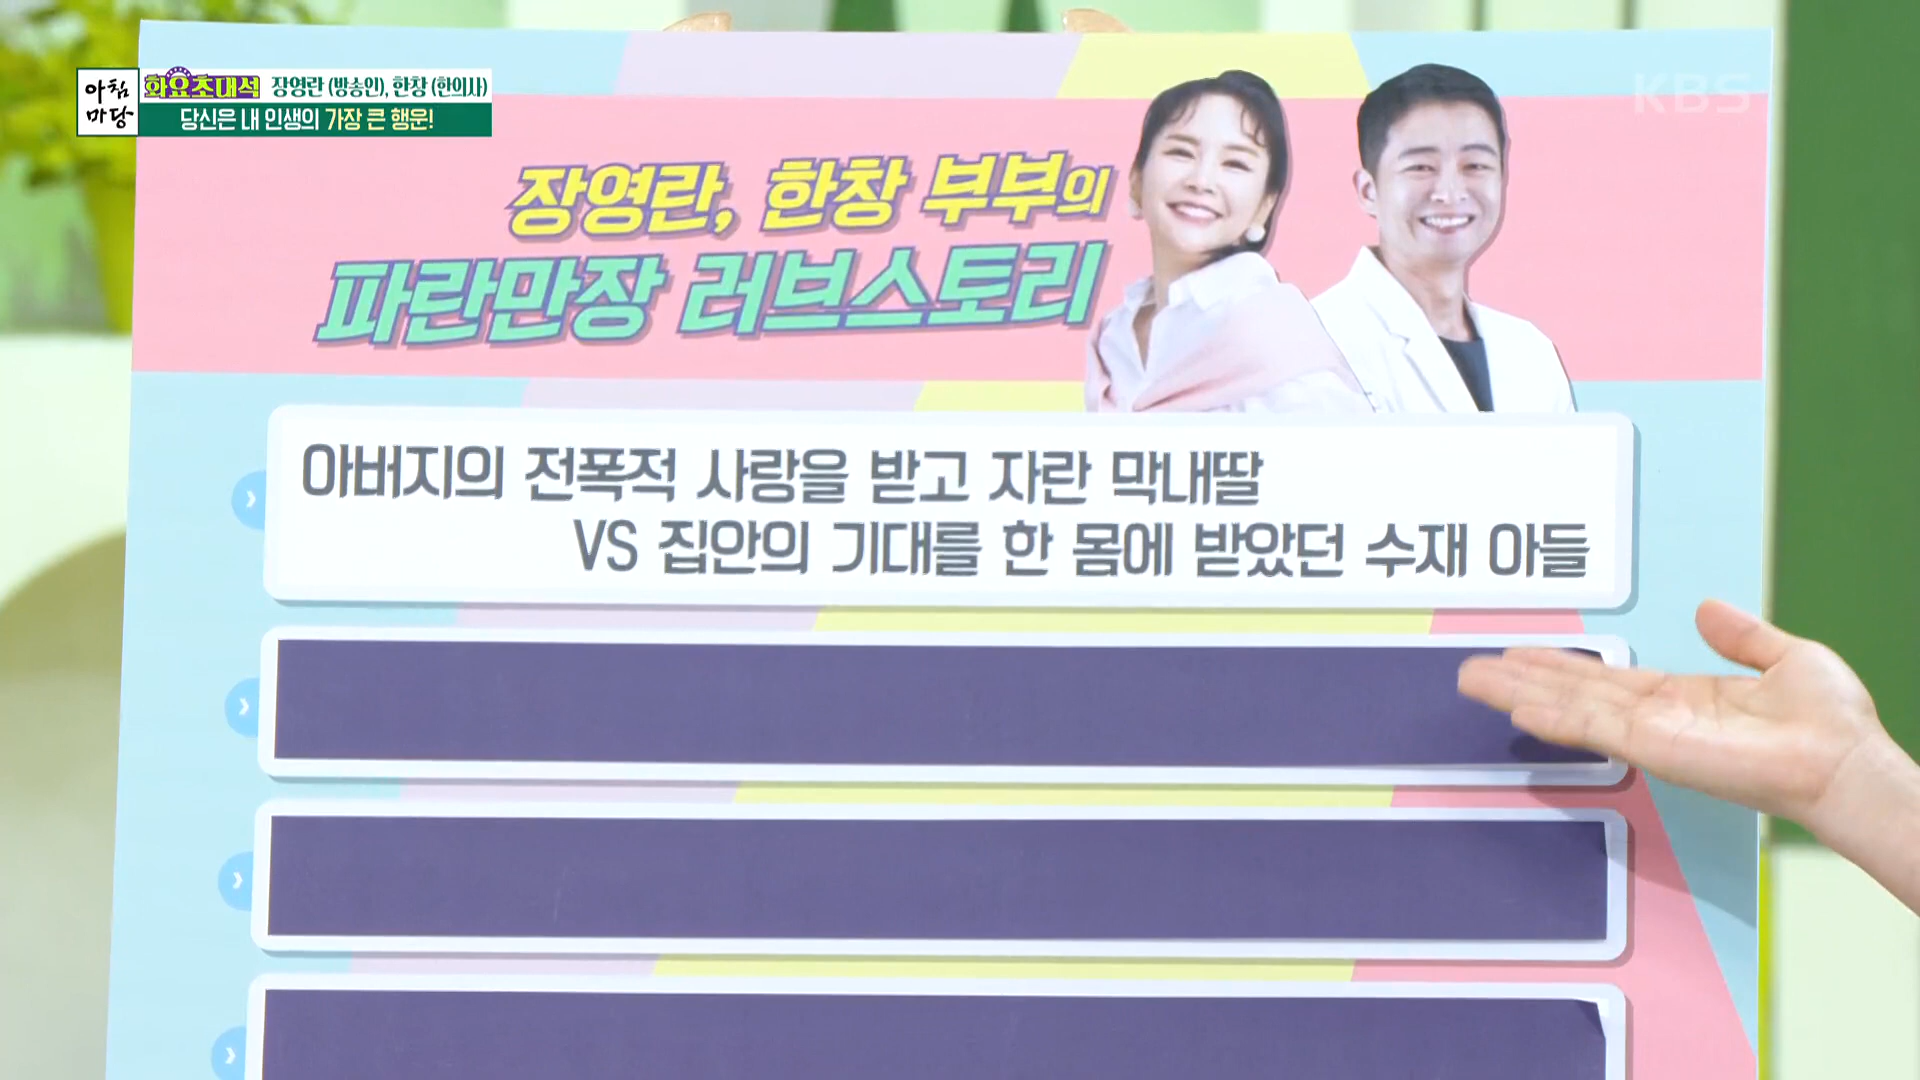 아침
마당
화요초대석 장영란 (방송인), 한창 (한의사)
당신은 내 인생의 가장 큰 행운!
KBS
장영란, 한창 부부의
파란만장 러브스토리
아버지의 전폭적 사랑을 받고 자란 막내딸
VS 집안의 기대를 한 몸에 받았던 수재 아들